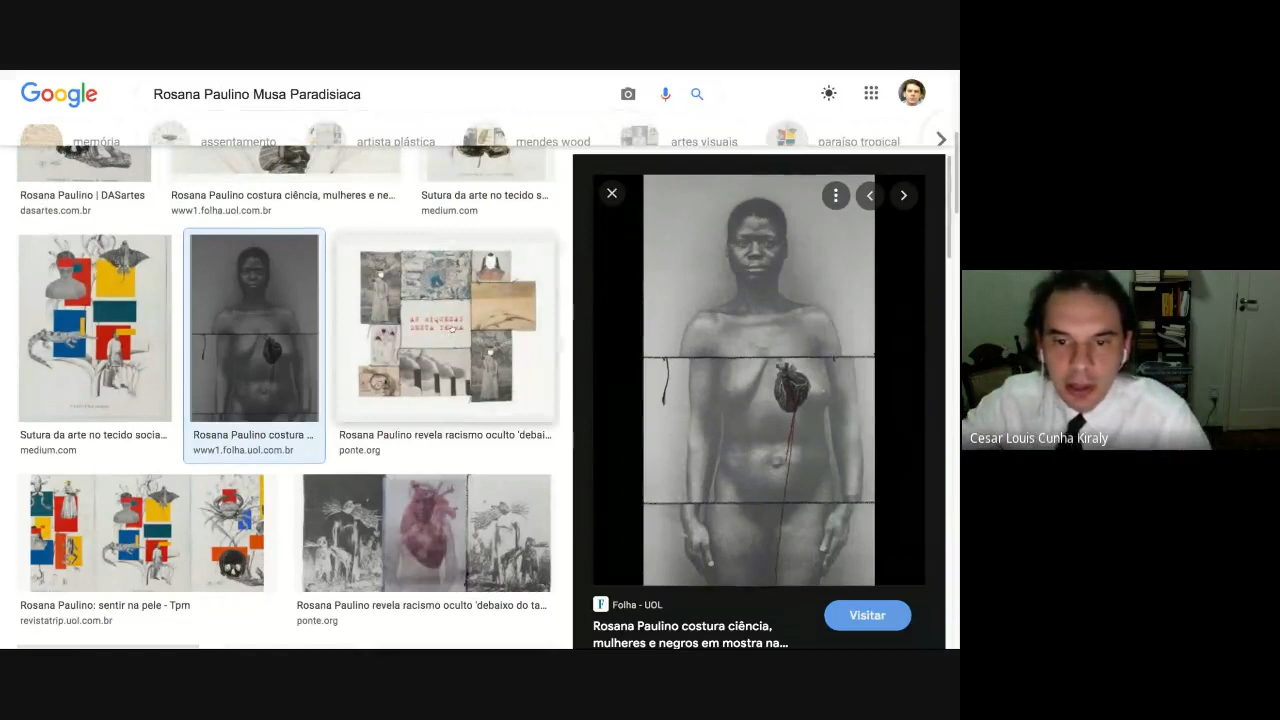 Google
Rosana Paulino Musa Paradisiaca
memória
assentamento
artista plástica
mendes wood
artes visuais
paraíso tropical
Rosana Paulino | DASartes
dasartes.com.br
Rosana Paulino costura ciência, mulheres e ne...
www1.folha.uol.com.br
Sutura da arte no tecido s...
medium.com
AS RIQUEZAS
DESTA TERRA
Sutura da arte no tecido socia...
medium.com
Rosana Paulino costura ...
www1.folha.uol.com.br
Rosana Paulino revela racismo oculto 'debai...
ponte.org
Rosana Paulino: sentir na pele - Tpm
revistatrip.uol.com.br
Rosana Paulino revela racismo oculto 'debaixo do ta...
ponte.org
F
Folha - UOL
Rosana Paulino costura ciência,
mulheres e negros em mostra na...
Visitar
Cesar Louis Cunha Kiraly